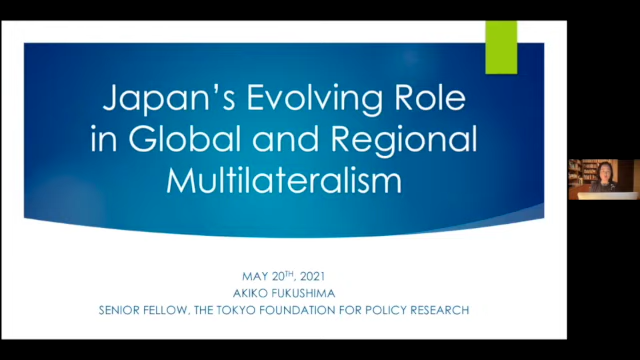 Japan's Evolving Role
in Global and Regional
Multilateralism
MAY 20TH, 2021
AKIKO FUKUSHIMA
SENIOR FELLOW, THE TOKYO FOUNDATION FOR POLICY RESEARCH